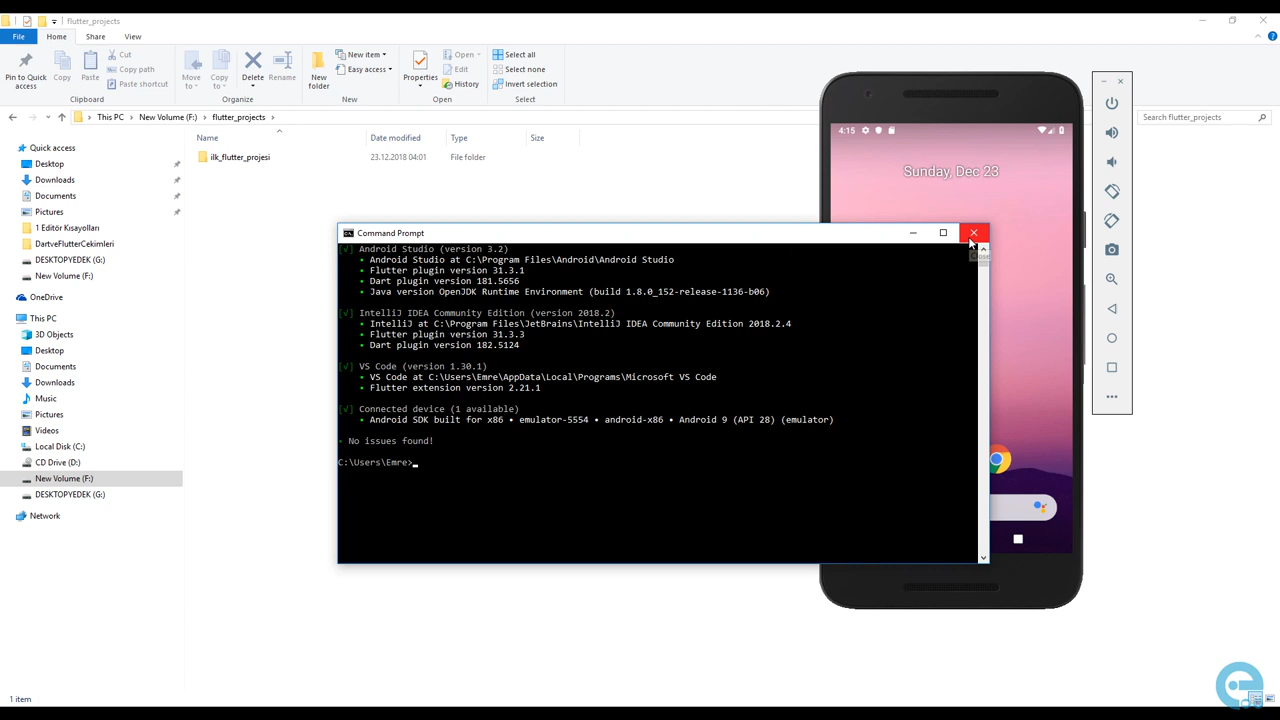 flutter_projects
File Home Share View
Pin to Quick access
Copy
Paste
Cut
Copy path
Paste shortcut
Clipboard
Move to
Copy to
Delete
Rename
Organize
New folder
New item
Easy access
New
Properties
Open
Edit
History
Open
Select all
Select none
Invert selection
Select
This PC > New Volume (F:) > flutter_projects >
Search flutter_projects
Name Date modified Type Size
ilk_flutter_projesi 23.12.2018 04:01 File folder
Quick access
Desktop
Downloads
Documents
Pictures
1 Editör Kısayolları
DartveFlutterCekimleri
DESKTOPYEDEK (G:)
New Volume (F:)
OneDrive
This PC
3D Objects
Desktop
Documents
Downloads
Music
Pictures
Videos
Local Disk (C:)
CD Drive (D:)
New Volume (F:)
DESKTOPYEDEK (G:)
Network
1 item
Command Prompt
Close
[√] Android Studio (version 3.2)
• Android Studio at C:\Program Files\Android\Android Studio
• Flutter plugin version 31.3.1
• Dart plugin version 181.5656
• Java version OpenJDK Runtime Environment (build 1.8.0_152-release-1136-b06)
[√] IntelliJ IDEA Community Edition (version 2018.2)
• IntelliJ at C:\Program Files\JetBrains\IntelliJ IDEA Community Edition 2018.2.4
• Flutter plugin version 31.3.3
• Dart plugin version 182.5124
[√] VS Code (version 1.30.1)
• VS Code at C:\Users\Emre\AppData\Local\Programs\Microsoft VS Code
• Flutter extension version 2.21.1
[√] Connected device (1 available)
• Android SDK built for x86 • emulator-5554 • android-x86 • Android 9 (API 28) (emulator)
• No issues found!
C:\Users\Emre>
4:15
Sunday, Dec 23